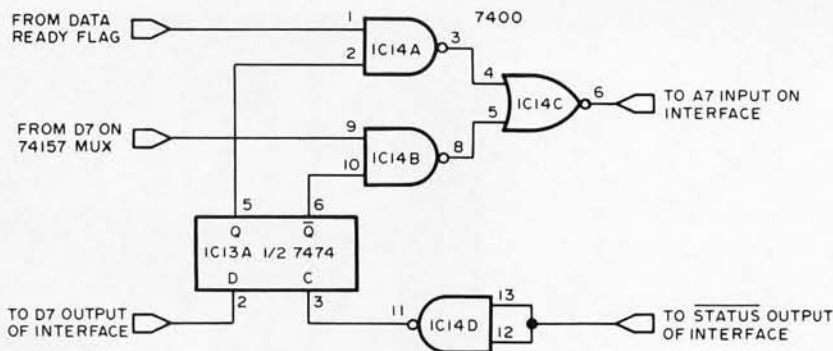 FROM DATA
READY FLAG
1
2
IC14A
3
7400
4
5
IC14C
6
TO A7 INPUT ON
INTERFACE
FROM D7 ON
74157 MUX
9
10
IC14B
8
5
6
Q
Q̅
IC13A 1/2 7474
D
C
2
3
TO D7 OUTPUT
OF INTERFACE
11
IC14D
13
12
TO S̅T̅A̅T̅U̅S̅ OUTPUT
OF INTERFACE